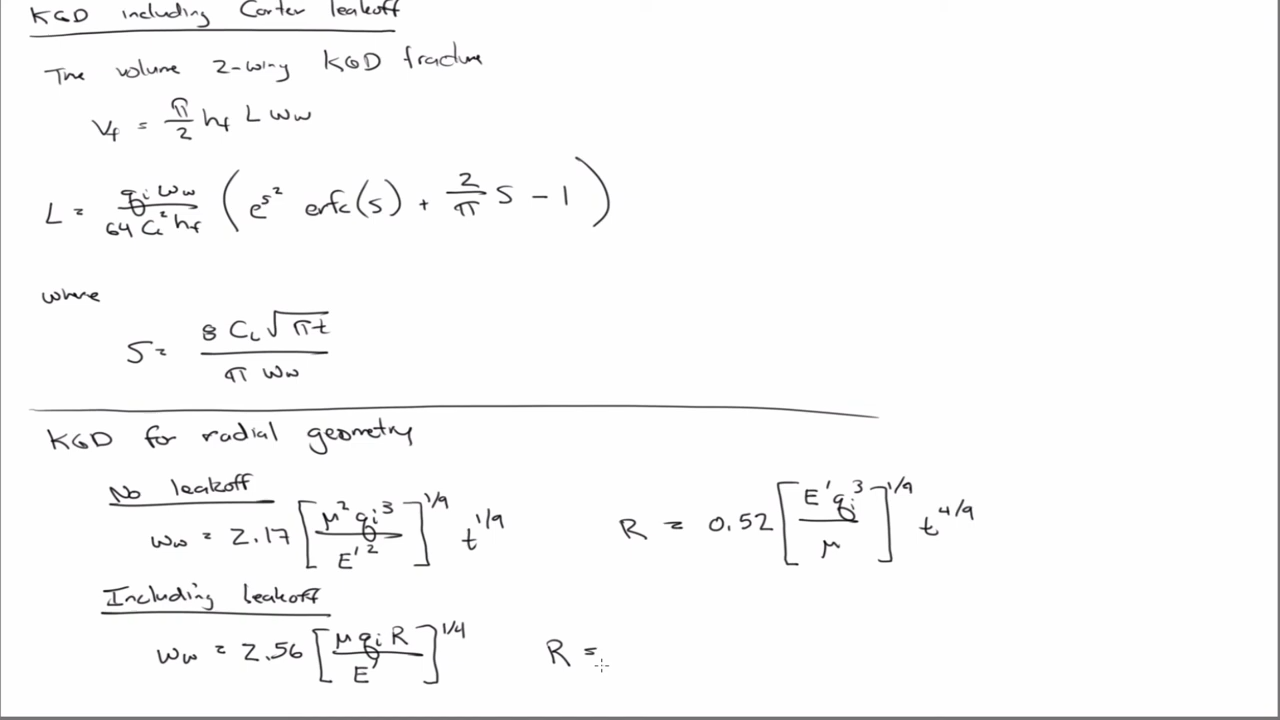 KGD including Carter leakoff
The volume 2-wing KGD fracture
V_f = π/2 h_f L w_w
L = q_i w_w / 64 C_L² h_f ( e^{s²} erfc(s) + 2/π S - 1 )
where
S = 8 C_L √πt / π w_w
KGD for radial geometry
No leakoff
w_w = 2.17 [ μ² q_i³ / E'² ]^{1/9} t^{1/9} R = 0.52 [ E' q_i³ / μ ]^{1/9} t^{4/9}
Including leakoff
w_w = 2.56 [ μ q_i R / E' ]^{1/4} R =